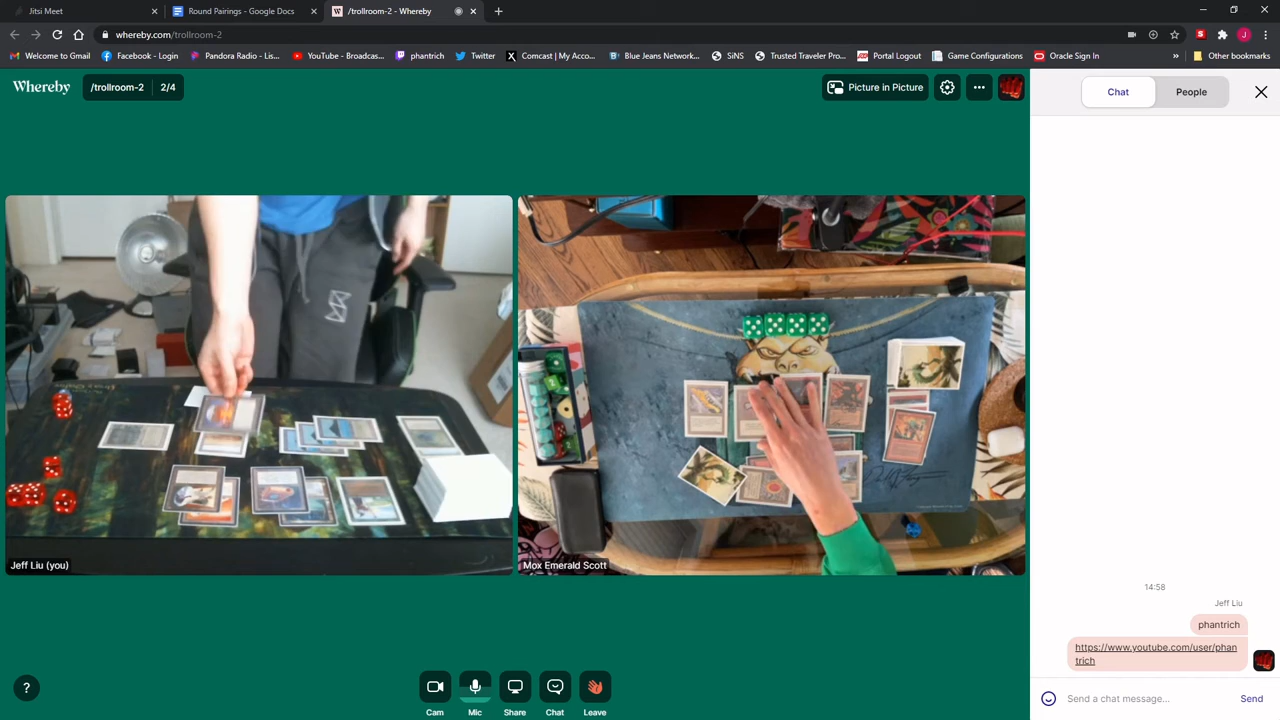 Jitsi Meet
Round Pairings - Google Docs
/trollroom-2 - Whereby
whereby.com/trollroom-2
Welcome to Gmail
Facebook - Login
Pandora Radio - Lis...
YouTube - Broadcast...
phantrich
Twitter
Comcast | My Acco...
Blue Jeans Network...
SiNS
Trusted Traveler Pro...
Portal Logout
Game Configurations
Oracle Sign In
»
Other bookmarks
Whereby
/trollroom-2
2/4
Picture in Picture
Chat
People
Jeff Liu (you)
Mox Emerald Scott
14:58
Jeff Liu
phantrich
https://www.youtube.com/user/phan
trich
?
Cam
Mic
Share
Chat
Leave
Send a chat message...
Send